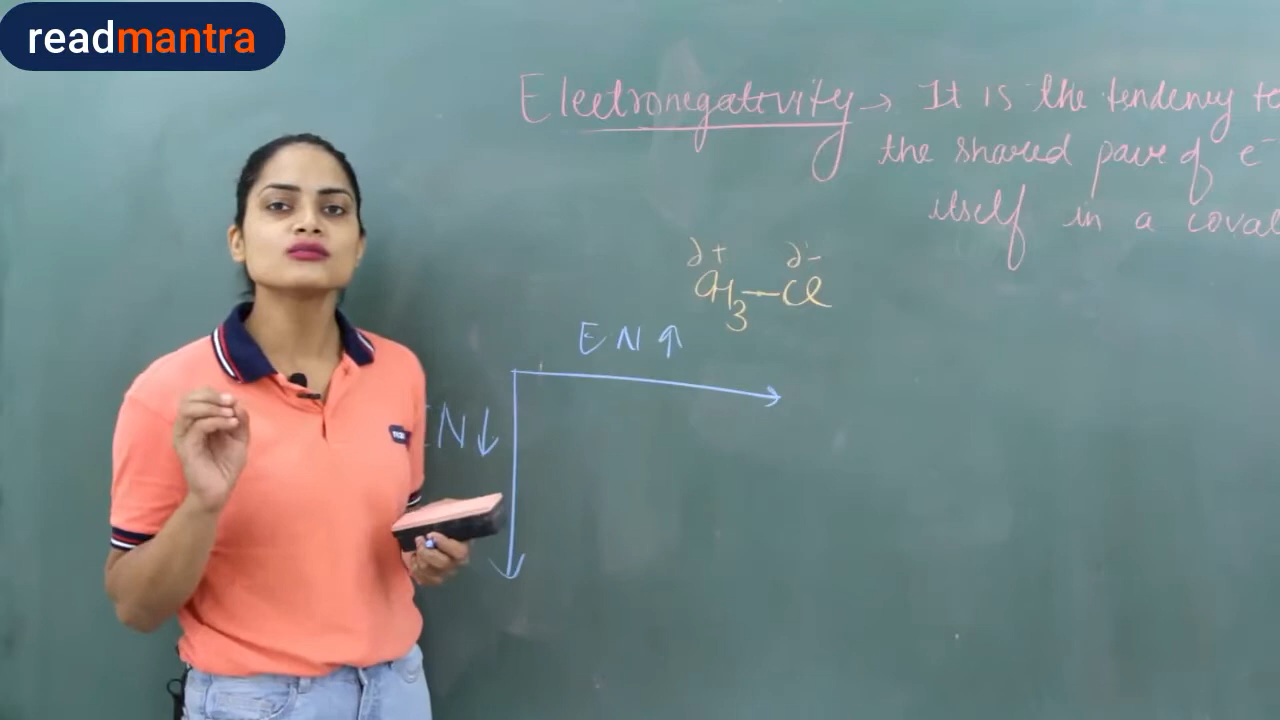 readmantra
Electronegativity → It is the tendency to
the shared pair of e-
itself in a coval
δ+ δ-
CH3—Cl
EN↑
EN↓